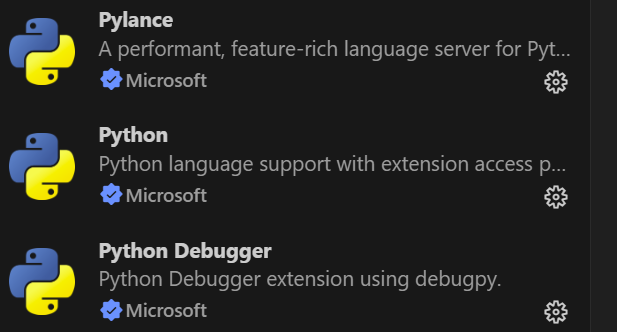 Pylance
A performant, feature-rich language server for Pyt...
Microsoft
Python
Python language support with extension access p...
Microsoft
Python Debugger
Python Debugger extension using debugpy.
Microsoft